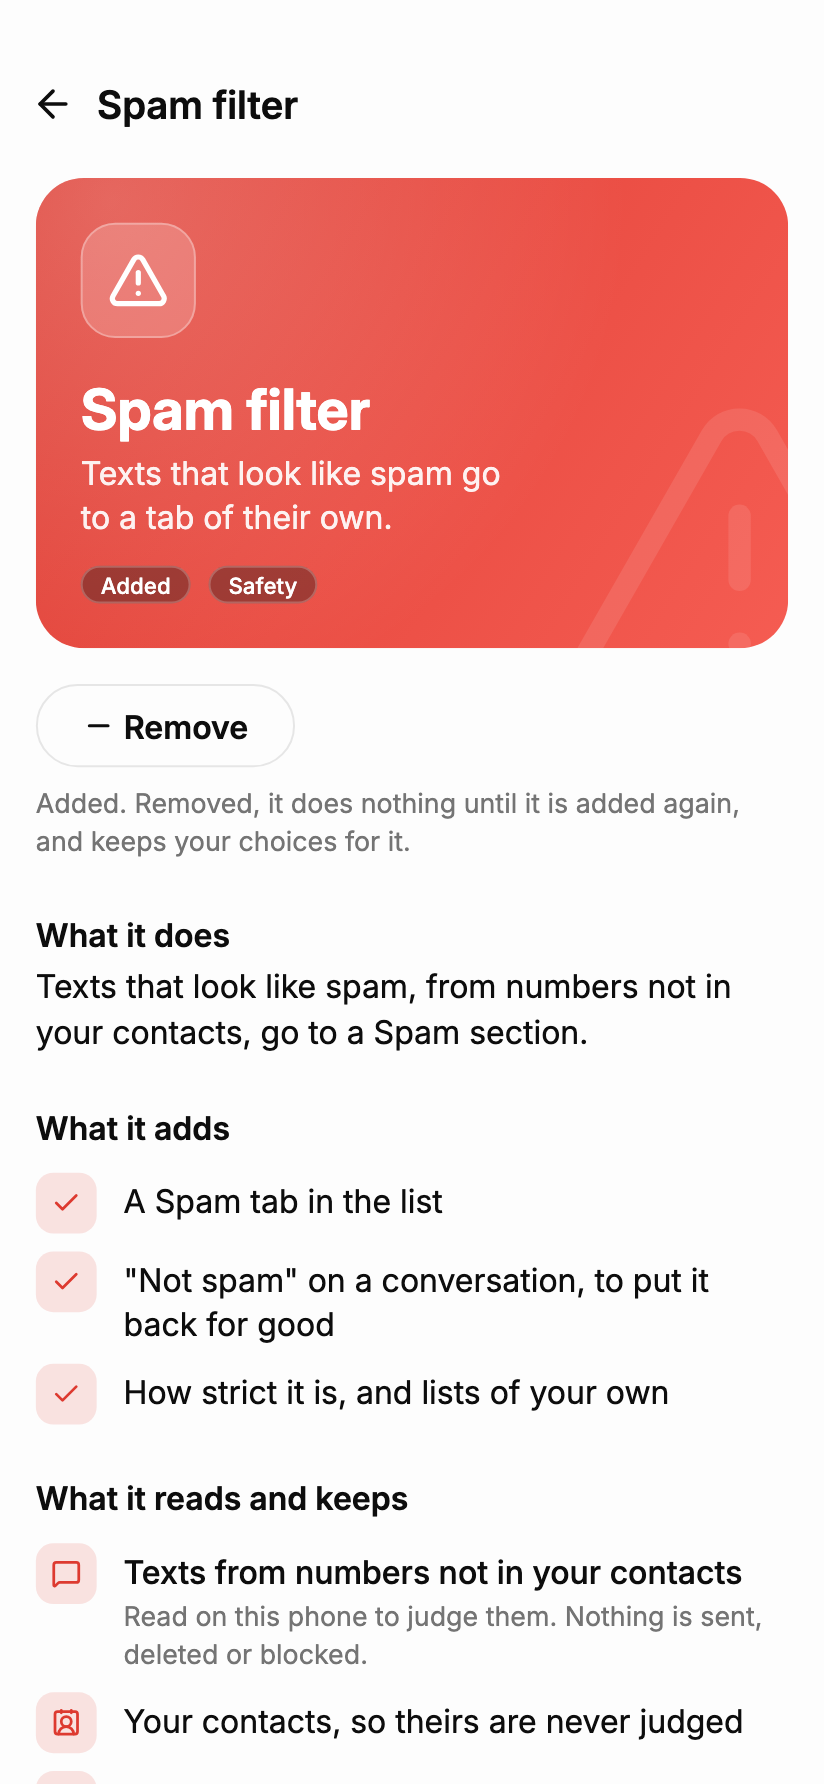 Spam filter
Spam filter
Texts that look like spam go
to a tab of their own.
Added
Safety
Remove
Added. Removed, it does nothing until it is added again,
and keeps your choices for it.
What it does
Texts that look like spam, from numbers not in
your contacts, go to a Spam section.
What it adds
A Spam tab in the list
"Not spam" on a conversation, to put it
back for good
How strict it is, and lists of your own
What it reads and keeps
Texts from numbers not in your contacts
Read on this phone to judge them. Nothing is sent,
deleted or blocked.
Your contacts, so theirs are never judged